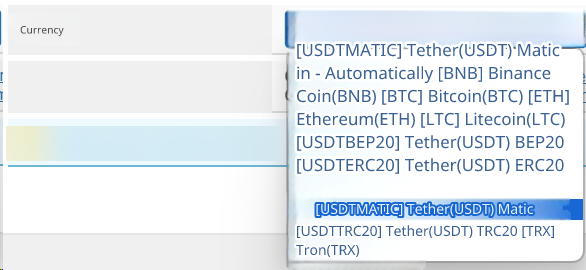 Currency
[USDTMATIC] Tether(USDT) Matic
in - Automatically [BNB] Binance
Coin(BNB) [BTC] Bitcoin(BTC) [ETH]
Ethereum(ETH) [LTC] Litecoin(LTC)
[USDTBEP20] Tether(USDT) BEP20
[USDTERC20] Tether(USDT) ERC20
[USDTMATIC] Tether(USDT) Matic
[USDTTRC20] Tether(USDT) TRC20 [TRX]
Tron(TRX)